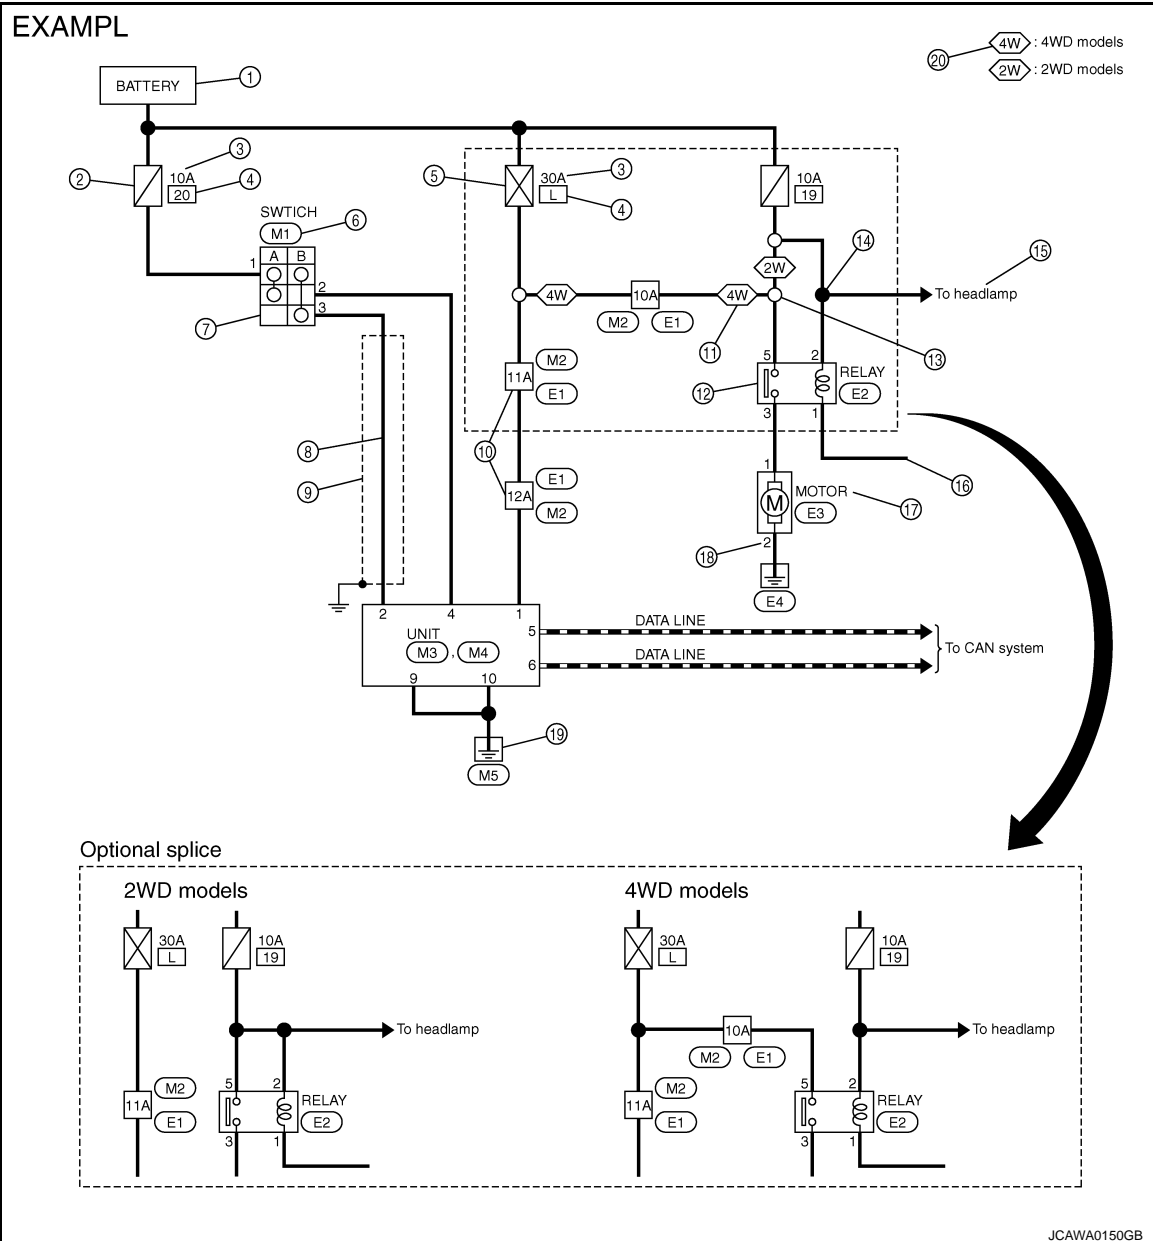 EXAMPL
4W : 4WD models
20
2W : 2WD models
BATTERY
1
2
3
10A
20
4
5
30A
3
L
4
10A
19
SWTICH
M1
6
A B
1
2
3
7
2W
14
15
To headlamp
4W
10A
4W
M2
E1
11
13
M2
11A
E1
5
2
RELAY
E2
12
3
1
8
9
10
E1
12A
M2
16
1
M
MOTOR
E3
17
18
2
E4
2
4
1
UNIT
M3 , M4
5
DATA LINE
6
DATA LINE
To CAN system
9
10
19
M5
Optional splice
2WD models
4WD models
30A
L
10A
19
30A
L
10A
19
To headlamp
10A
To headlamp
M2
E1
M2
11A
E1
5
2
RELAY
E2
3
1
M2
11A
E1
5
2
RELAY
E2
3
1
JCAWA0150GB